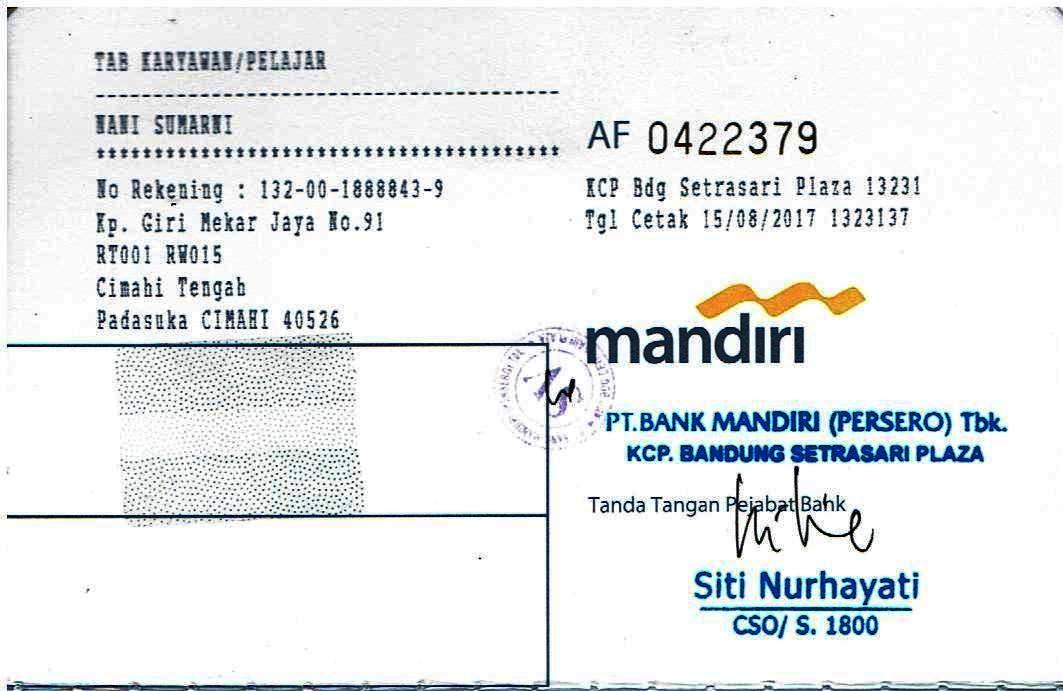 TAB KARYAWAN/PELAJAR
NANI SUMARNI
No Rekening : 132-00-1888843-9
Kp. Giri Mekar Jaya No.91
RT001 RW015
Cimahi Tengah
Padasuka CIMAHI 40526
AF 0422379
KCP Bdg Setrasari Plaza 13231
Tgl Cetak 15/08/2017 1323137
mandiri
PT.BANK MANDIRI (PERSERO) Tbk.
KCP. BANDUNG SETRASARI PLAZA
Tanda Tangan Pejabat Bank
Siti Nurhayati
CSO/ S. 1800